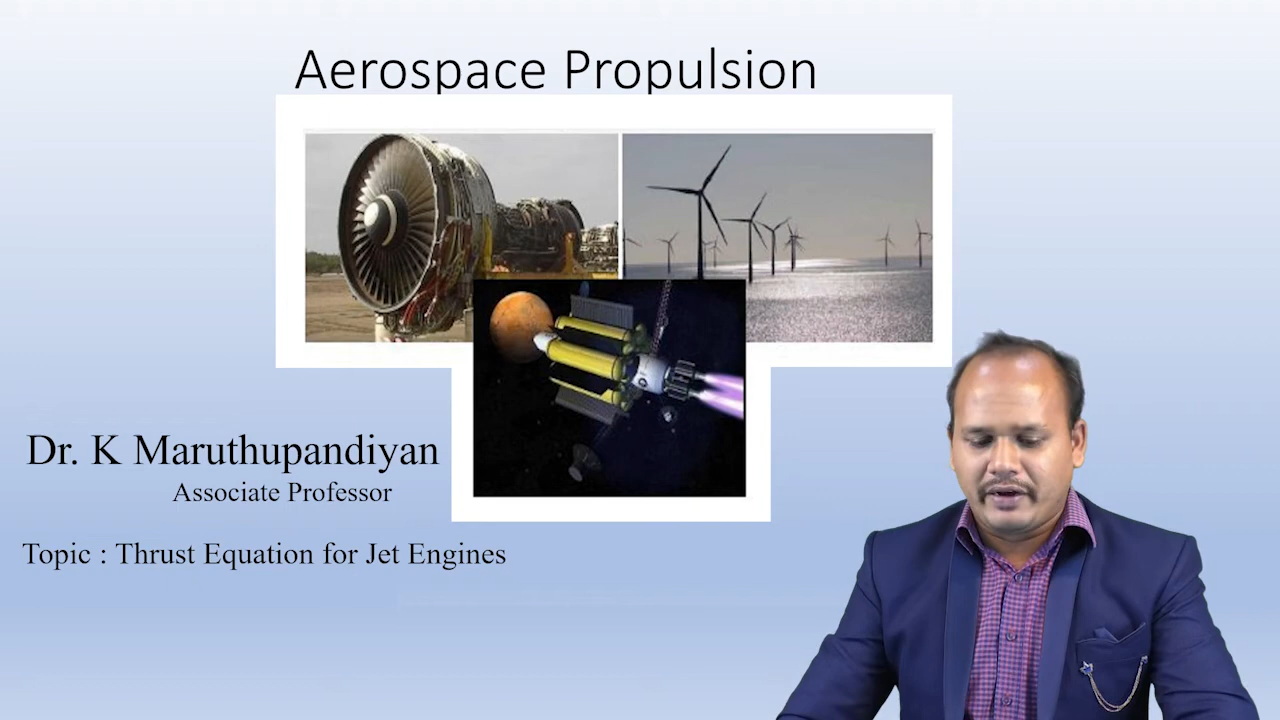 Aerospace Propulsion
Dr. K Maruthupandiyan
Associate Professor
Topic : Thrust Equation for Jet Engines